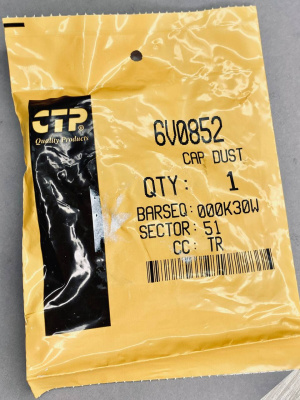 CTP®
Quality Products
6V0852
CAP DUST
QTY: 1
BARSEQ: 000K30W
SECTOR: 51
CC: TR